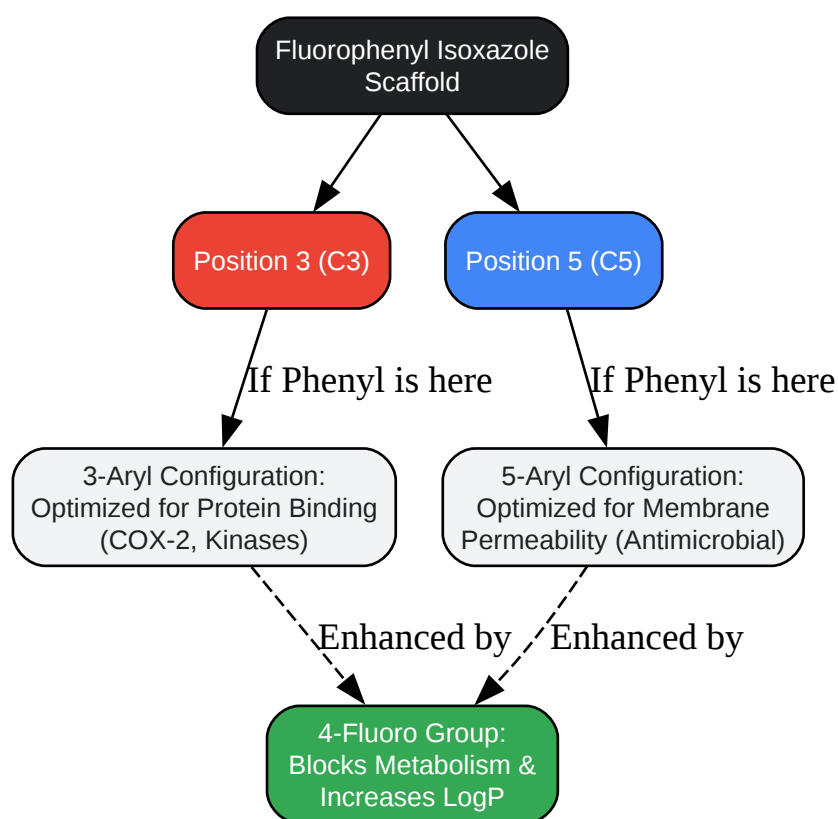 Fluorophenyl Isoxazole
Scaffold
Position 3 (C3)
Position 5 (C5)
If Phenyl is here
If Phenyl is here
3-Aryl Configuration:
Optimized for Protein Binding
(COX-2, Kinases)
5-Aryl Configuration:
Optimized for Membrane
Permeability (Antimicrobial)
Enhanced by
Enhanced by
4-Fluoro Group:
Blocks Metabolism &
Increases LogP